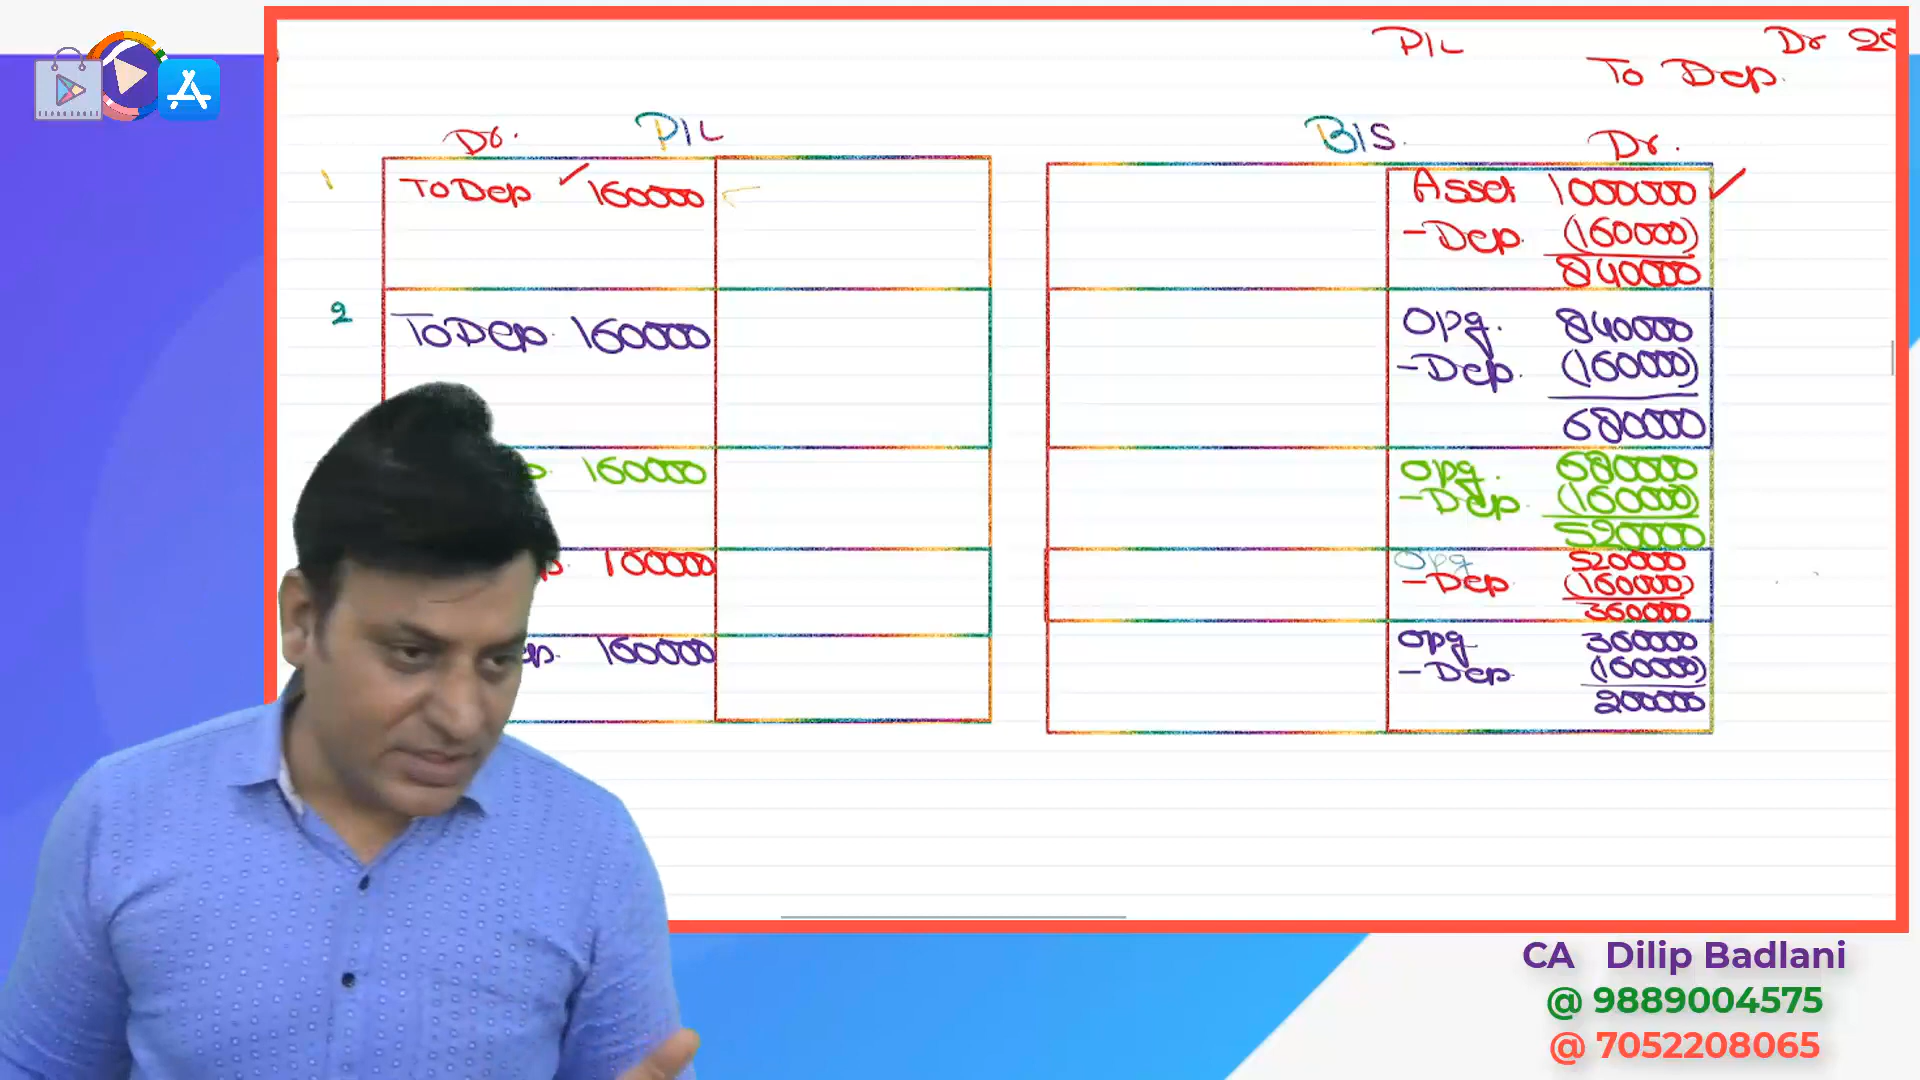 P/L Dr 20
To Dep.
Dr. P/L
1 To Dep 160000
2 To Dep. 160000
160000
160000
ep. 160000
B/S. Dr.
Asset 1000000
- Dep. (160000)
840000
Opg. 840000
- Dep. (160000)
680000
Opg. 680000
- Dep. (160000)
520000
Opg 520000
- Dep (160000)
360000
Opg 360000
- Dep. (160000)
200000
CA Dilip Badlani
@ 9889004575
@ 7052208065